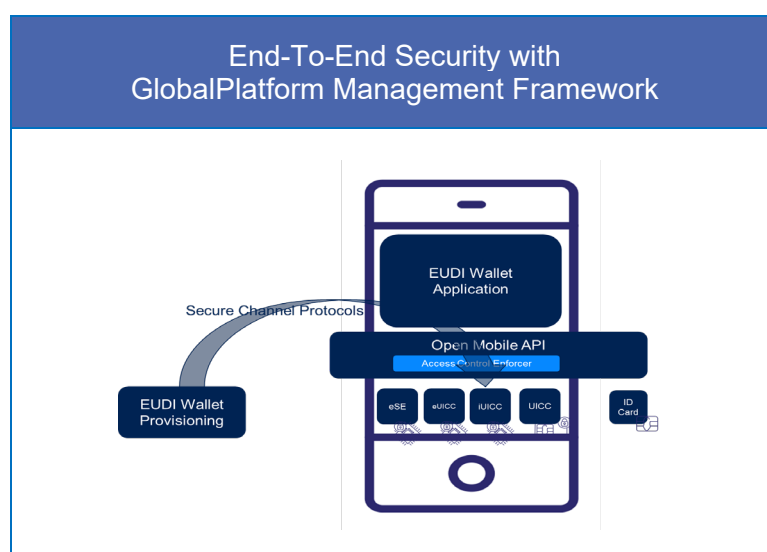 End-To-End Security with
GlobalPlatform Management Framework
EUDI Wallet
Application
Secure Channel Protocols
Open Mobile API
Access Control Enforcer
EUDI Wallet
Provisioning
eSE
eUICC
iUICC
UICC
ID
Card